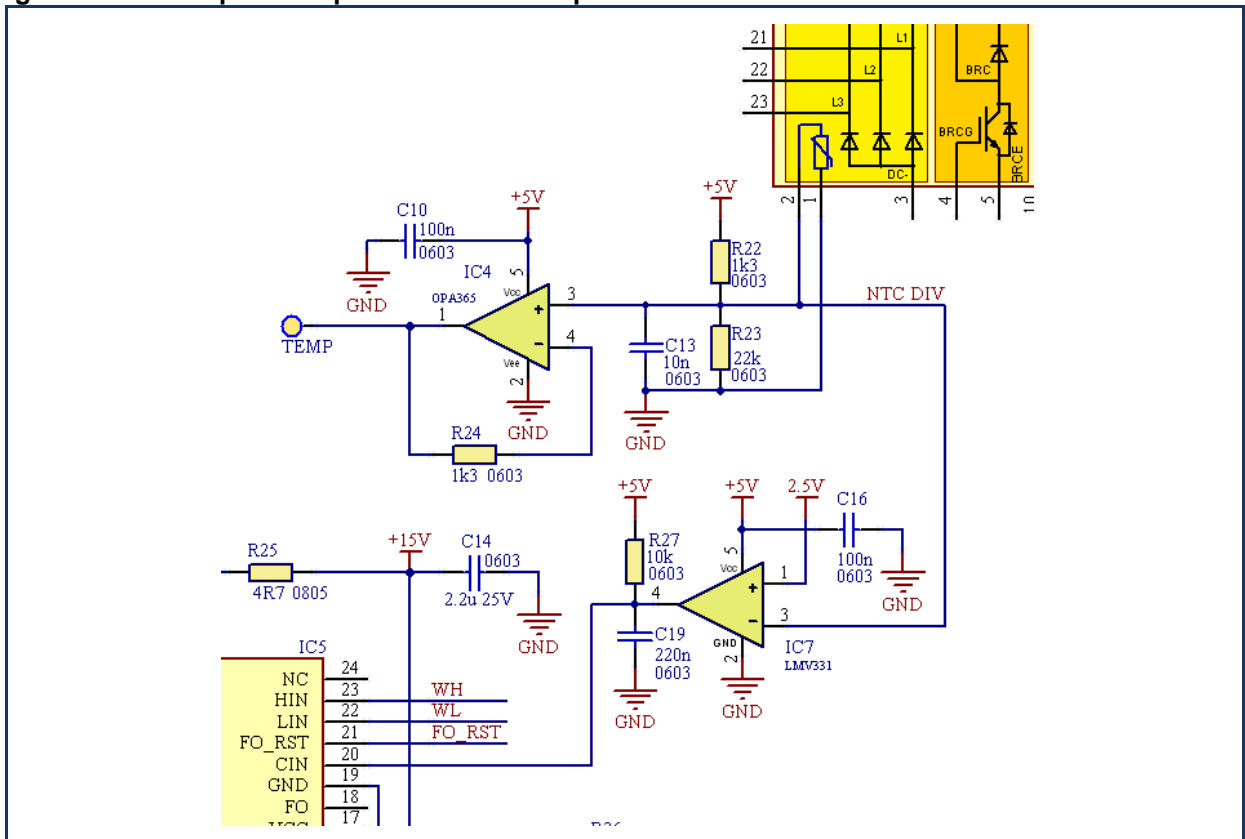 21
L1
22
BRC
L2
23
L3
BRCG
BRCE
DC-
2
1
3
4
5
10
+5V
+5V
C10
100n
0603
GND
IC4
OPA365
5
Vcc
R22
1k3
0603
3
NTC DIV
1
+
-
4
TEMP
C13
10n
0603
R23
22k
0603
Vee
2
GND
GND
R24
1k3 0603
+5V
+5V
2.5V
C16
100n
0603
GND
R25
4R7 0805
+15V
C14
0603
2.2u 25V
GND
R27
10k
0603
5
Vcc
1
+
4
-
3
GND
2
IC7
LMV331
C19
220n
0603
GND
GND
IC5
NC
24
HIN
23
WH
LIN
22
WL
FO_RST
21
FO_RST
CIN
20
GND
19
FO
18
17